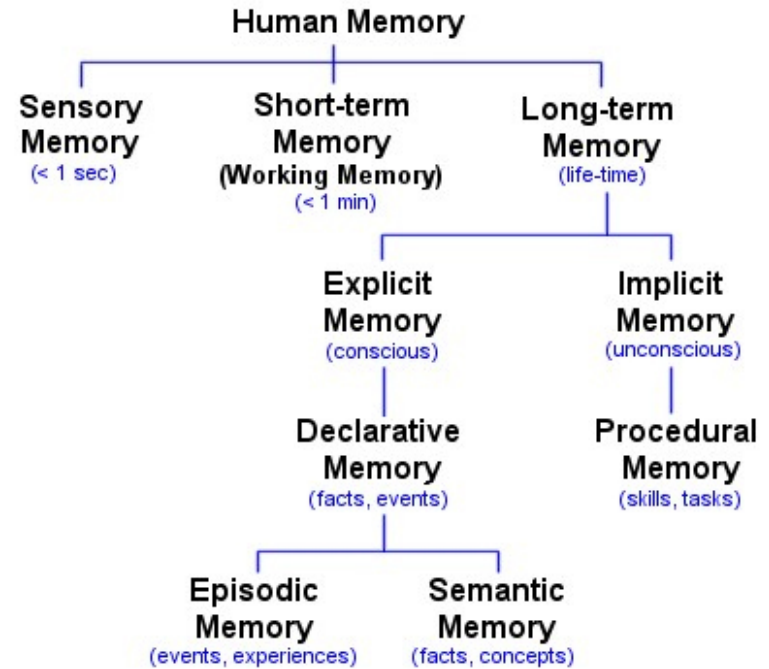 Human Memory
Sensory
Memory
(< 1 sec)
Short-term
Memory
(Working Memory)
(< 1 min)
Long-term
Memory
(life-time)
Explicit
Memory
(conscious)
Implicit
Memory
(unconscious)
Declarative
Memory
(facts, events)
Procedural
Memory
(skills, tasks)
Episodic
Memory
(events, experiences)
Semantic
Memory
(facts, concepts)